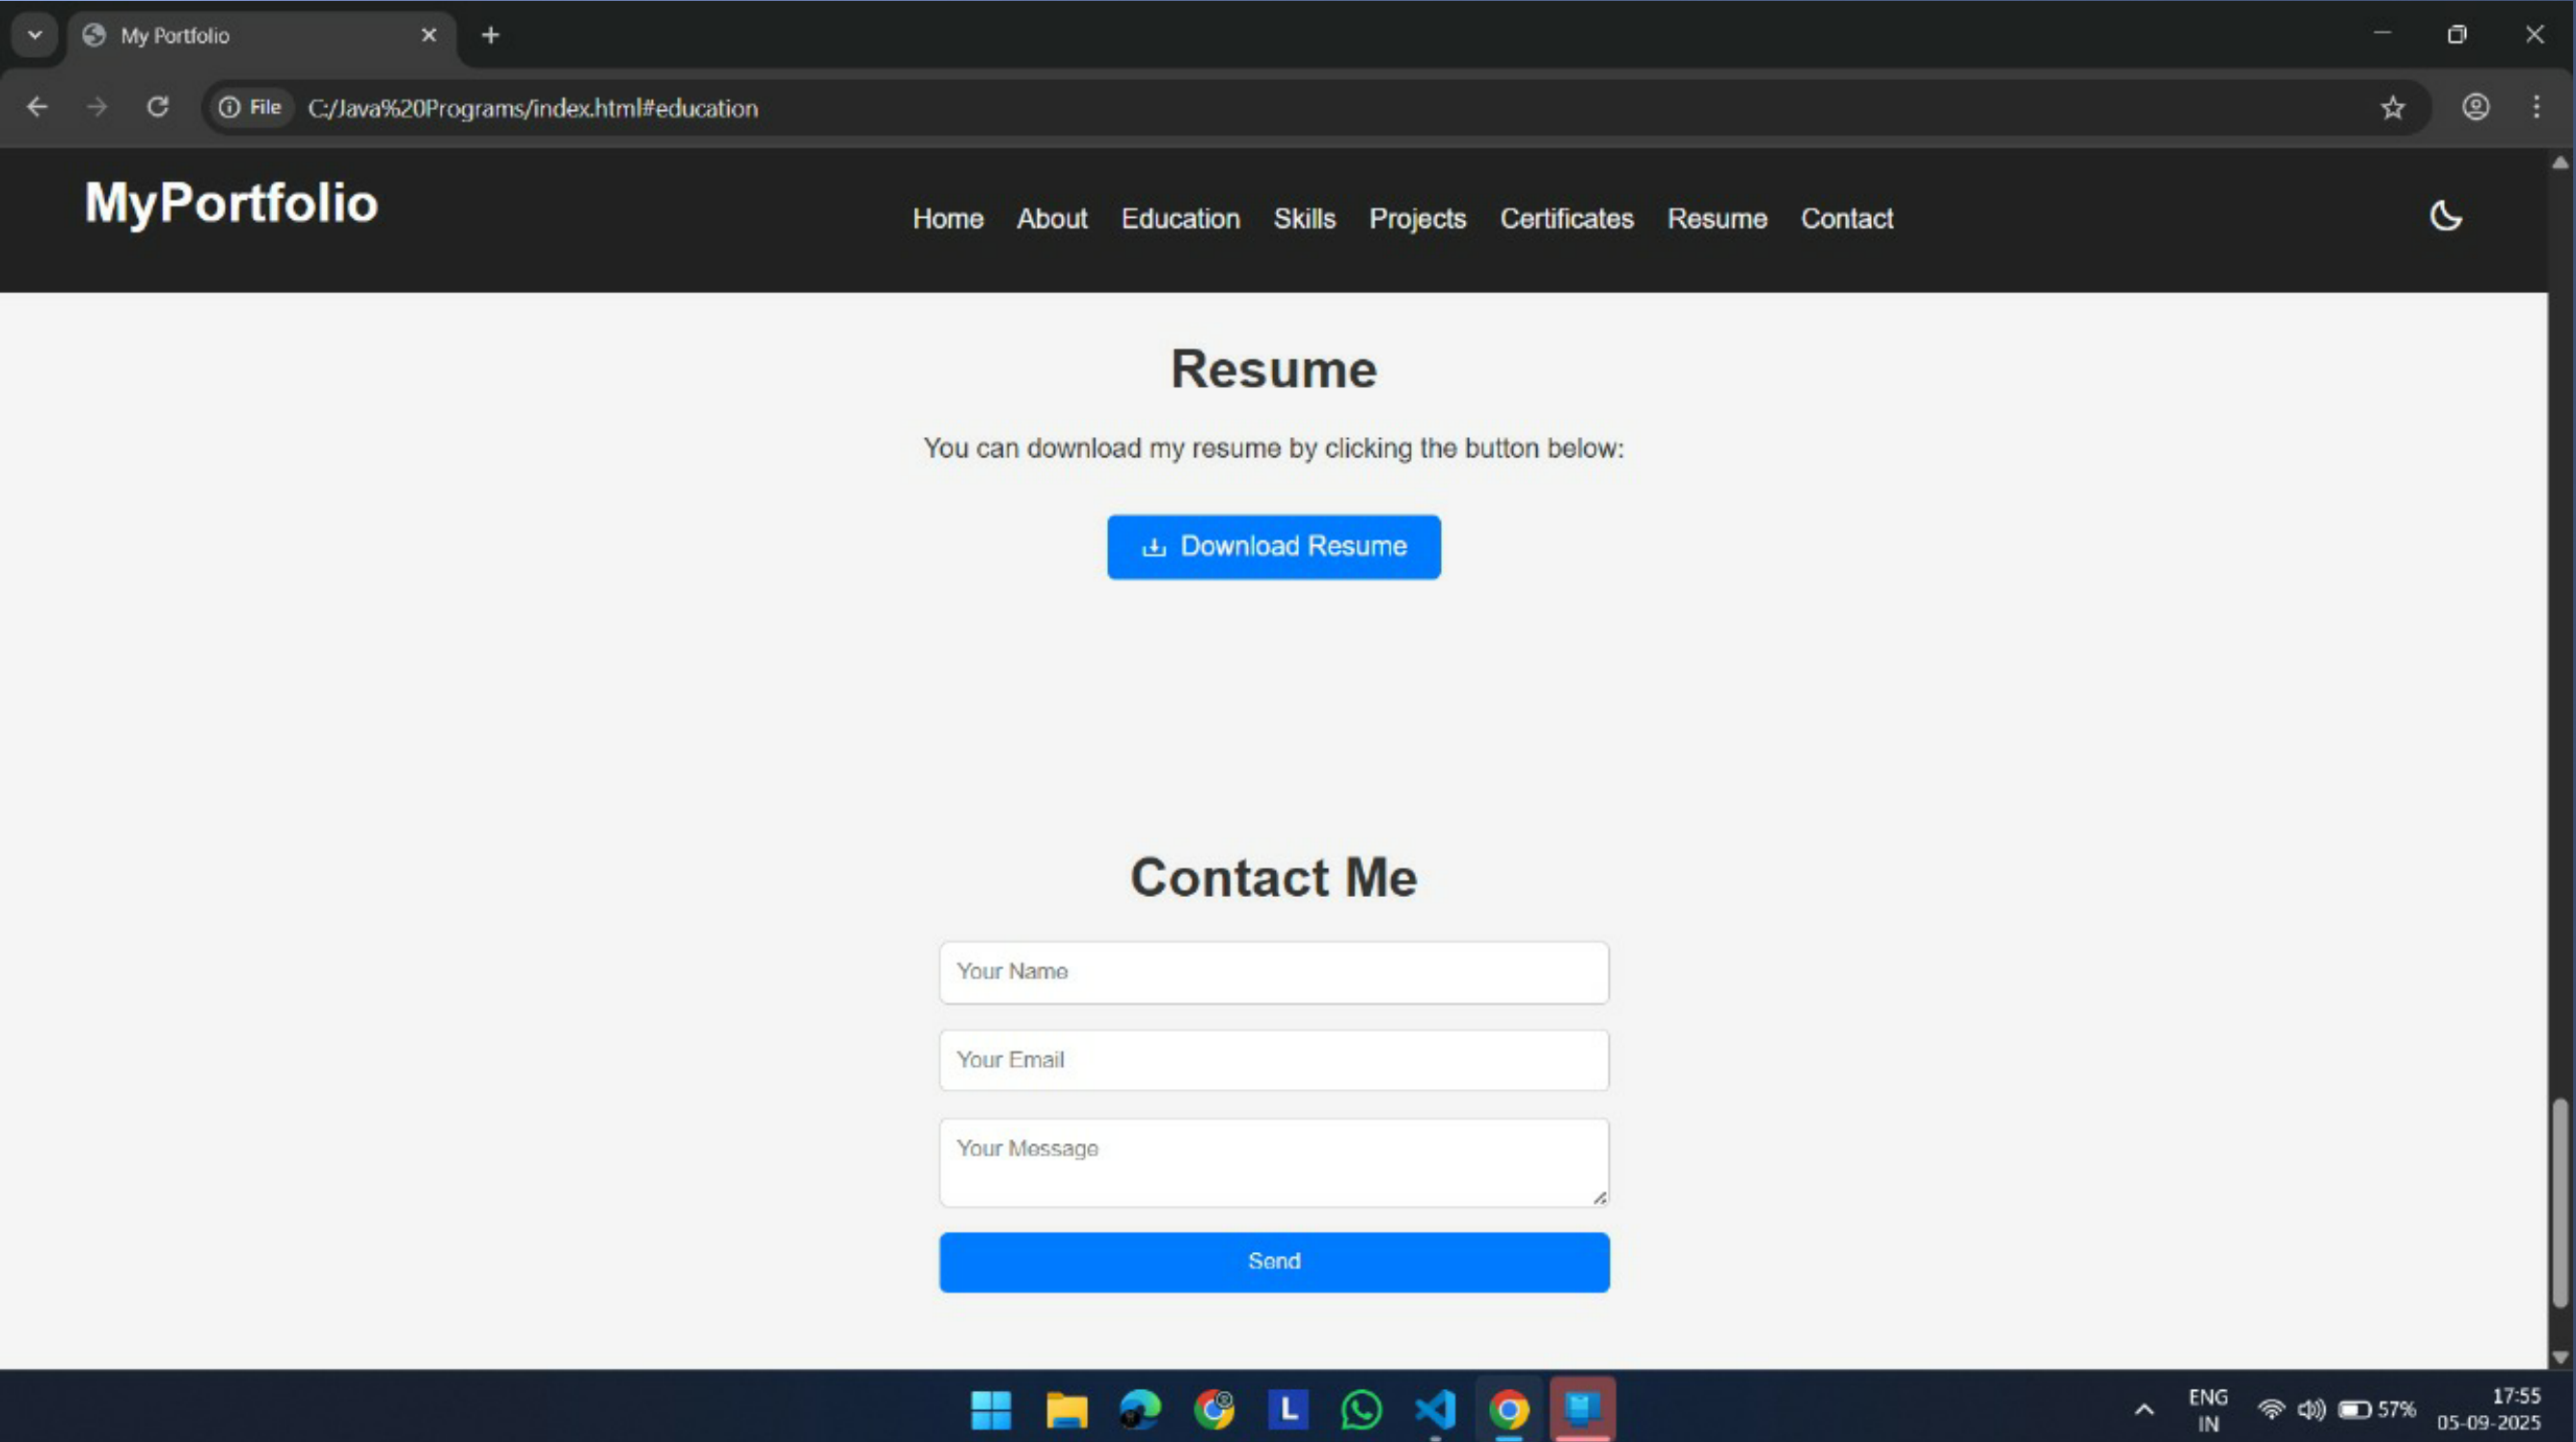 My Portfolio
File C:/Java%20Programs/index.html#education
MyPortfolio
Home About Education Skills Projects Certificates Resume Contact
Resume
You can download my resume by clicking the button below:
Download Resume
Contact Me
Your Name
Your Email
Your Message
Send
L
ENG
IN
57%
17:55
05-09-2025